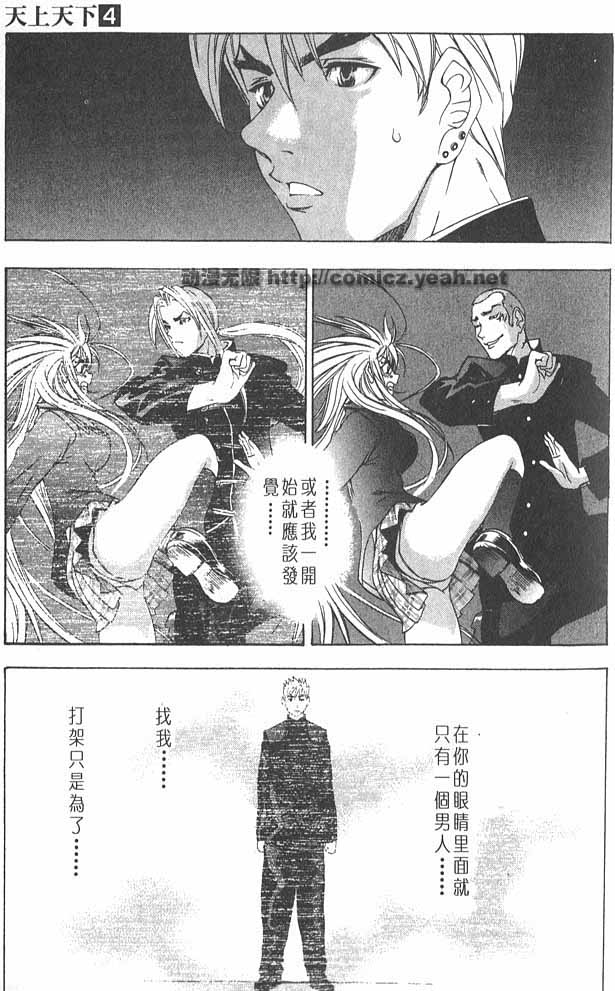 天上天下4
动漫无限 http://comicz.yeah.net
…………
或者我一開
始就應該發
覺……
在你的眼睛里面就
只有一個男人……
找我……
打架只是為了……